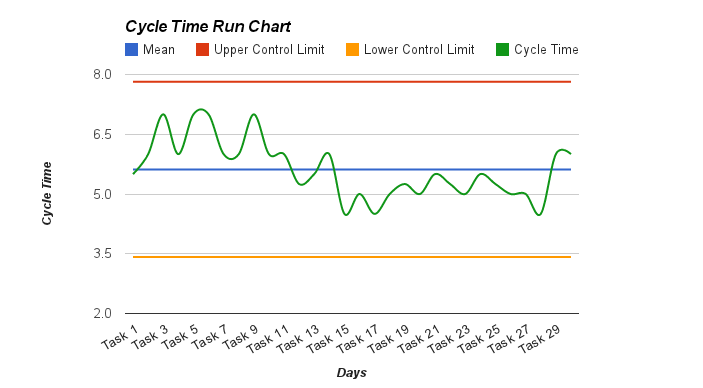 Cycle Time Run Chart
Mean Upper Control Limit Lower Control Limit Cycle Time
8.0
6.5
5.0
3.5
2.0
Cycle Time
Task 1 Task 3 Task 5 Task 7 Task 9 Task 11 Task 13 Task 15 Task 17 Task 19 Task 21 Task 23 Task 25 Task 27 Task 29
Days